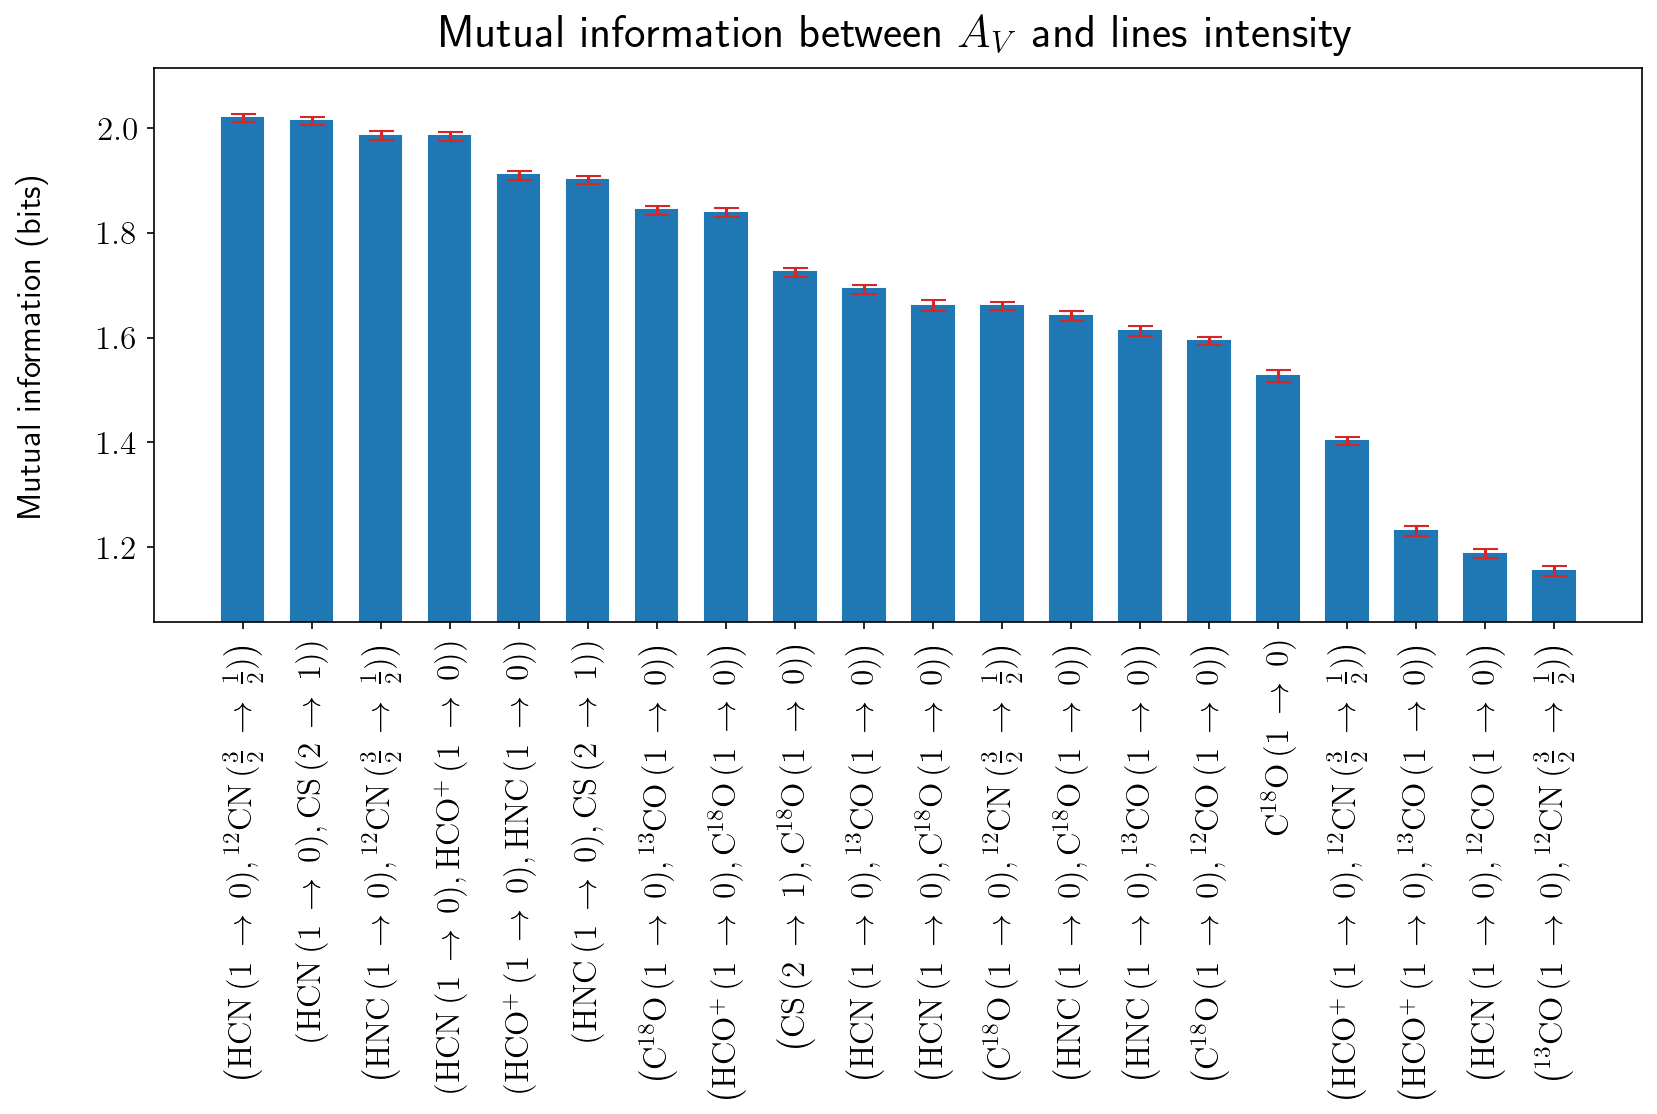 Mutual information between A_V and lines intensity
Mutual information (bits)
2.0
1.8
1.6
1.4
1.2
(HCN (1 → 0), ¹²CN (3/2 → 1/2))
(HCN (1 → 0), CS (2 → 1))
(HNC (1 → 0), ¹²CN (3/2 → 1/2))
(HCN (1 → 0), HCO⁺ (1 → 0))
(HCO⁺ (1 → 0), HNC (1 → 0))
(HNC (1 → 0), CS (2 → 1))
(C¹⁸O (1 → 0), ¹³CO (1 → 0))
(HCO⁺ (1 → 0), C¹⁸O (1 → 0))
(CS (2 → 1), C¹⁸O (1 → 0))
(HCN (1 → 0), ¹³CO (1 → 0))
(HCN (1 → 0), C¹⁸O (1 → 0))
(C¹⁸O (1 → 0), ¹²CN (3/2 → 1/2))
(HNC (1 → 0), C¹⁸O (1 → 0))
(HNC (1 → 0), ¹³CO (1 → 0))
(C¹⁸O (1 → 0), ¹²CO (1 → 0))
C¹⁸O (1 → 0)
(HCO⁺ (1 → 0), ¹²CN (3/2 → 1/2))
(HCO⁺ (1 → 0), ¹³CO (1 → 0))
(HCN (1 → 0), ¹²CO (1 → 0))
(¹³CO (1 → 0), ¹²CN (3/2 → 1/2))